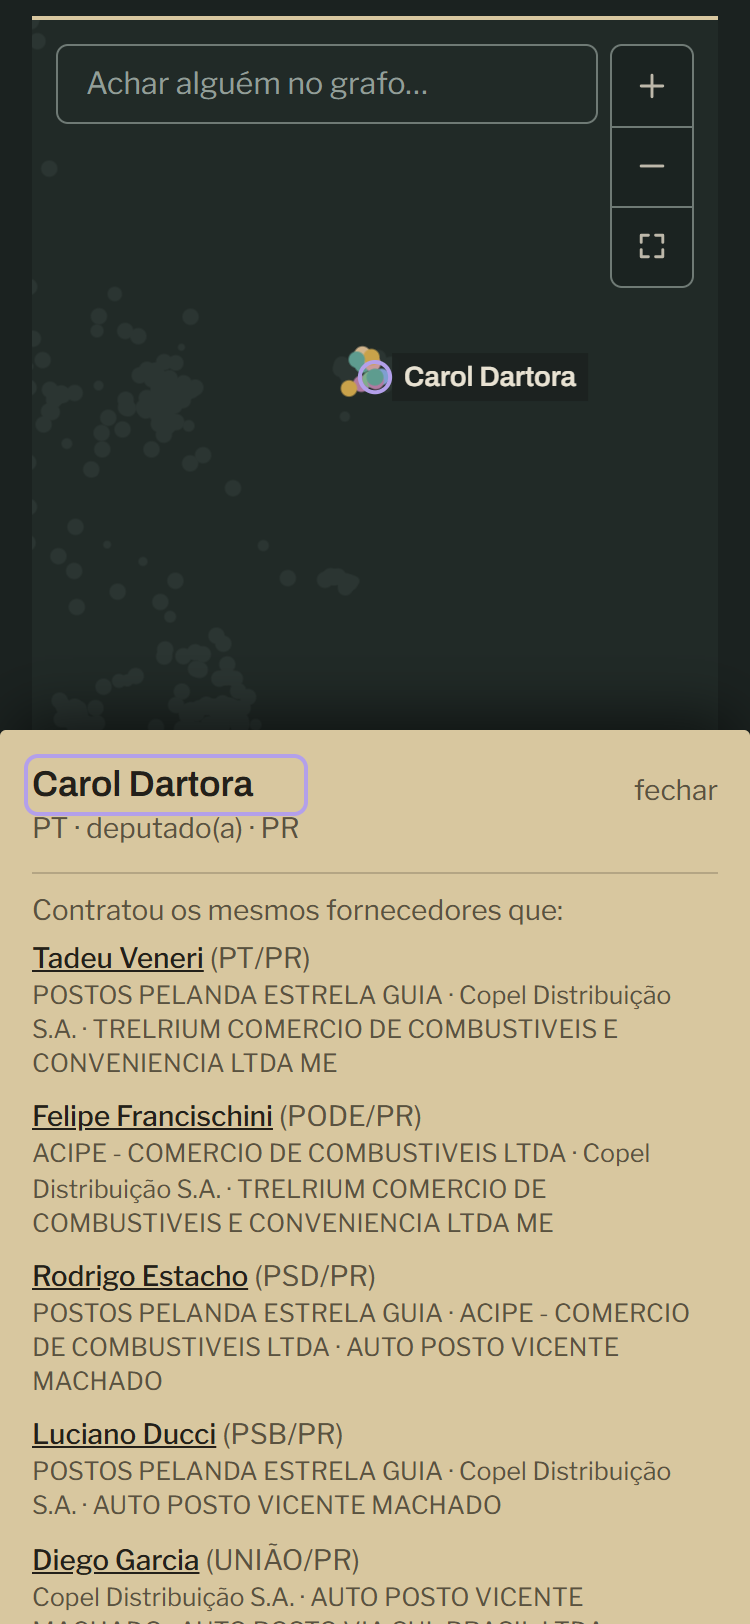 Achar alguém no grafo...
Carol Dartora
Carol Dartora
fechar
PT · deputado(a) · PR
Contratou os mesmos fornecedores que:
Tadeu Veneri (PT/PR)
POSTOS PELANDA ESTRELA GUIA · Copel Distribuição
S.A. · TRELRIUM COMERCIO DE COMBUSTIVEIS E
CONVENIENCIA LTDA ME
Felipe Francischini (PODE/PR)
ACIPE - COMERCIO DE COMBUSTIVEIS LTDA · Copel
Distribuição S.A. · TRELRIUM COMERCIO DE
COMBUSTIVEIS E CONVENIENCIA LTDA ME
Rodrigo Estacho (PSD/PR)
POSTOS PELANDA ESTRELA GUIA · ACIPE - COMERCIO
DE COMBUSTIVEIS LTDA · AUTO POSTO VICENTE
MACHADO
Luciano Ducci (PSB/PR)
POSTOS PELANDA ESTRELA GUIA · Copel Distribuição
S.A. · AUTO POSTO VICENTE MACHADO
Diego Garcia (UNIÃO/PR)
Copel Distribuição S.A. · AUTO POSTO VICENTE